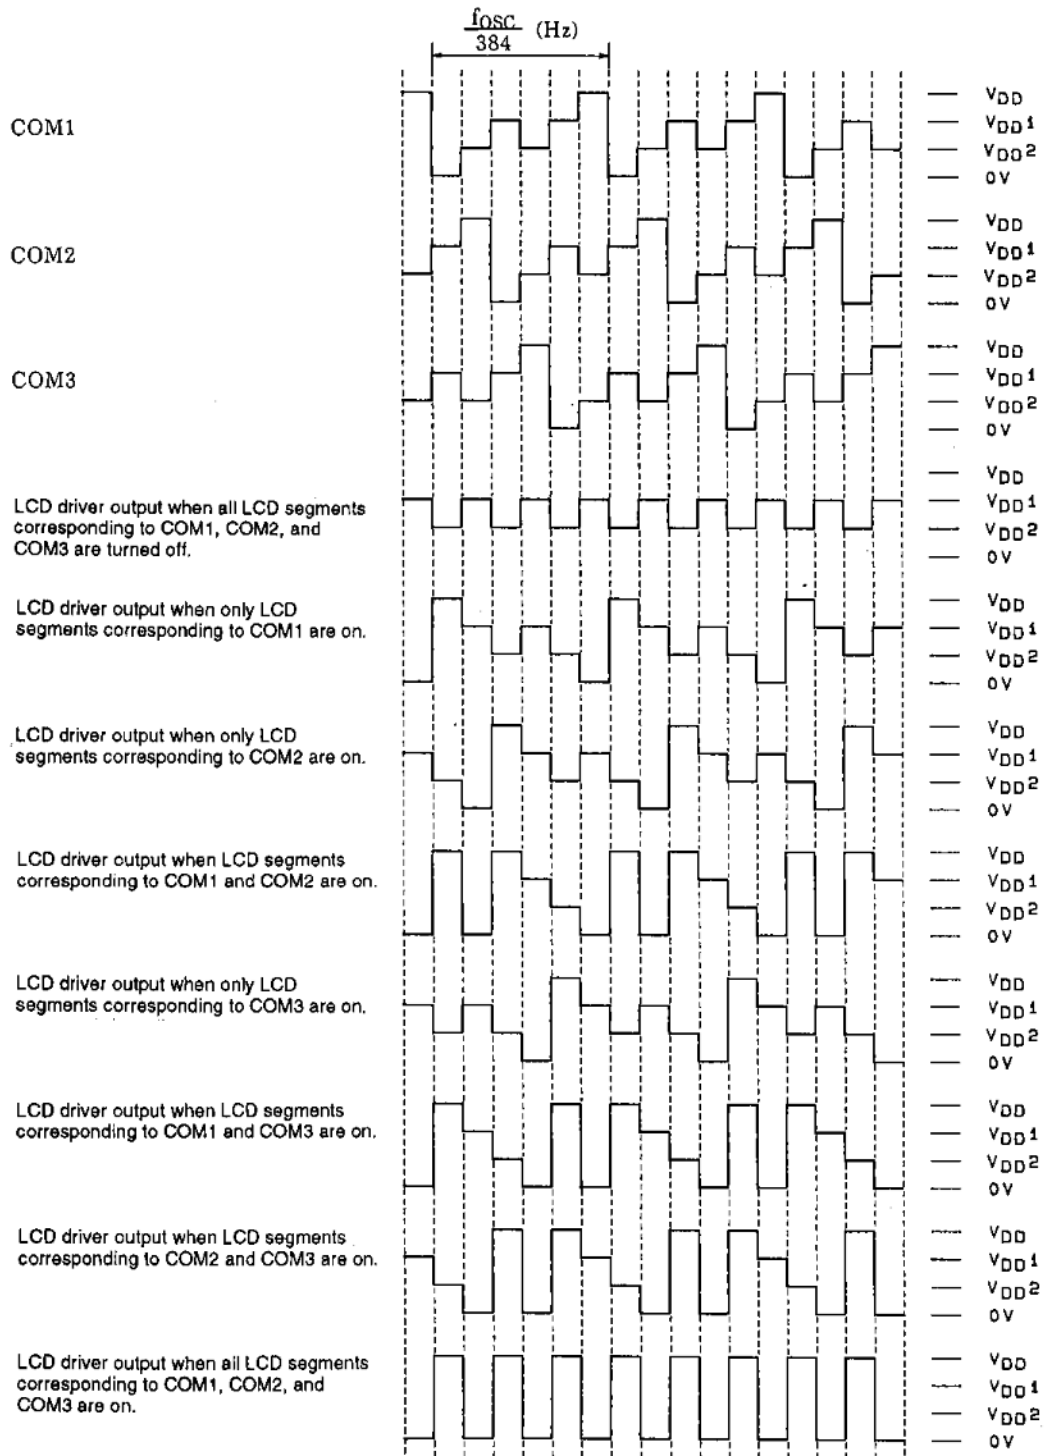 fOSC
384
(Hz)
COM1
VDD
VDD1
VDD2
0V
COM2
VDD
VDD1
VDD2
0V
COM3
VDD
VDD1
VDD2
0V
LCD driver output when all LCD segments
corresponding to COM1, COM2, and
COM3 are turned off.
VDD
VDD1
VDD2
0V
LCD driver output when only LCD
segments corresponding to COM1 are on.
VDD
VDD1
VDD2
0V
LCD driver output when only LCD
segments corresponding to COM2 are on.
VDD
VDD1
VDD2
0V
LCD driver output when LCD segments
corresponding to COM1 and COM2 are on.
VDD
VDD1
VDD2
0V
LCD driver output when only LCD
segments corresponding to COM3 are on.
VDD
VDD1
VDD2
0V
LCD driver output when LCD segments
corresponding to COM1 and COM3 are on.
VDD
VDD1
VDD2
0V
LCD driver output when LCD segments
corresponding to COM2 and COM3 are on.
VDD
VDD1
VDD2
0V
LCD driver output when all LCD segments
corresponding to COM1, COM2, and
COM3 are on.
VDD
VDD1
VDD2
0V